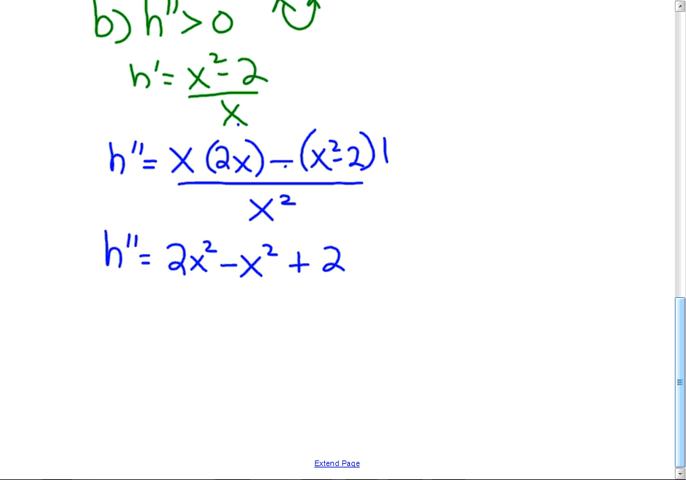 b) h'' > 0
h' = x² - 2
x
h'' = x (2x) - (x² - 2) 1
x²
h'' = 2x² - x² + 2
Extend Page